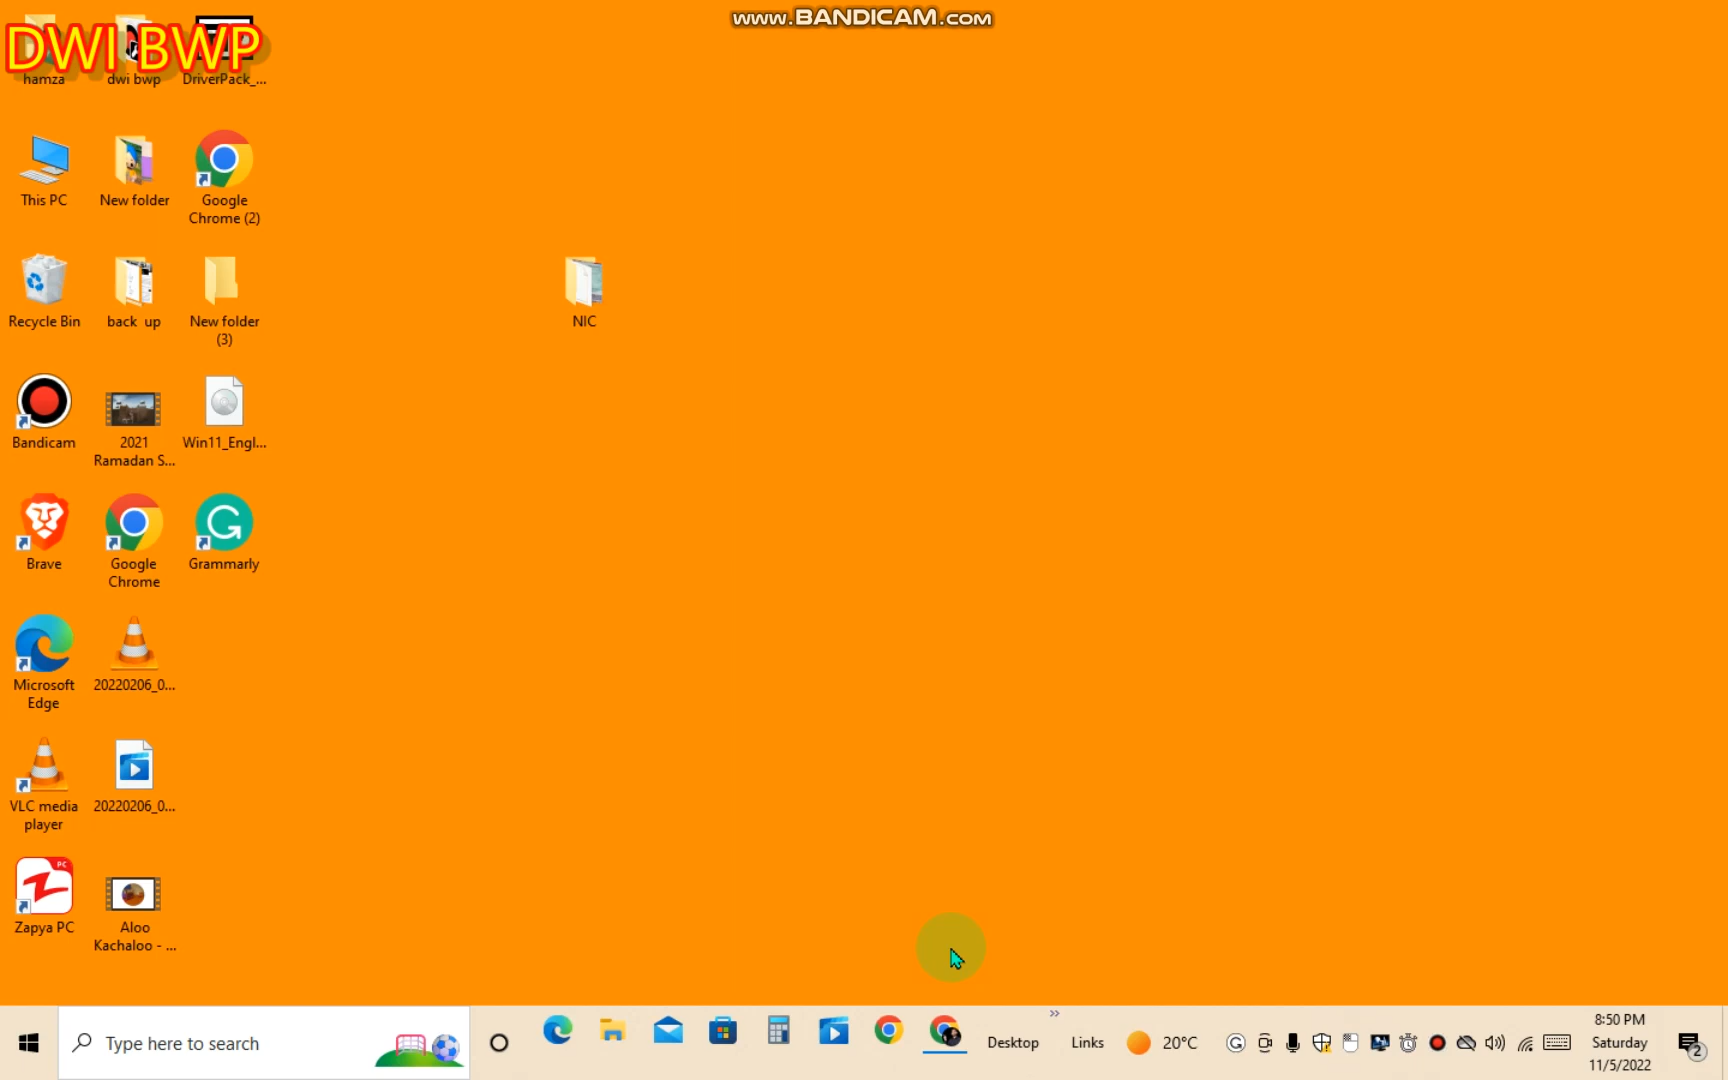 WWW.BANDICAM.COM
DWI BWP
hamza
dwi bwp
DriverPack_...
This PC
New folder
Google
Chrome (2)
Recycle Bin
back up
New folder
(3)
NIC
Bandicam
2021
Ramadan S...
Win11_Engl...
Brave
Google
Chrome
Grammarly
Microsoft
Edge
20220206_0...
VLC media
player
20220206_0...
PC
Zapya PC
Aloo
Kachaloo - ...
Type here to search
Desktop
Links
20°C
8:50 PM
Saturday
11/5/2022
2